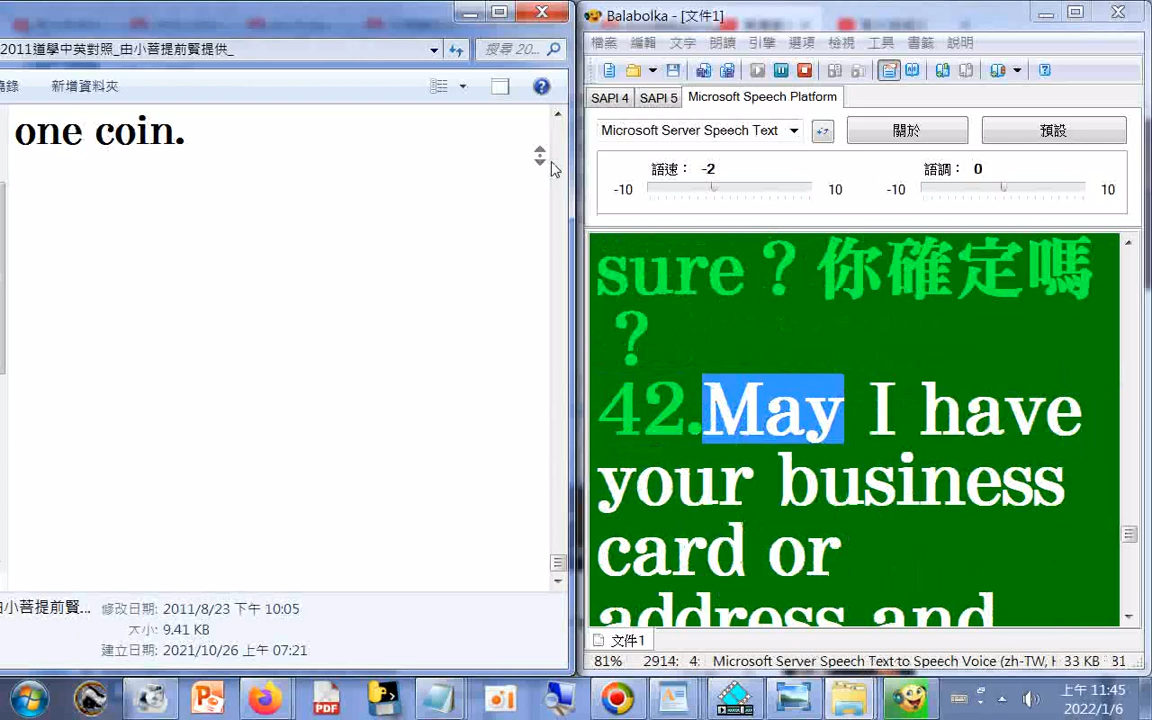 2011道學中英對照_由小菩提前賢提供_
搜尋 20...
新增資料夾
one coin.
由小菩提前賢...
修改日期: 2011/8/23 下午 10:05
大小: 9.41 KB
建立日期: 2021/10/26 上午 07:21
Balabolka - [文件1]
檔案 編輯 文字 朗讀 引擎 選項 檢視 工具 書籤 說明
SAPI 4 SAPI 5 Microsoft Speech Platform
Microsoft Server Speech Text
關於
預設
語速： -2
-10 10
語調： 0
-10 10
sure？你確定嗎
？
42.May I have
your business
card or
address and
文件1
81% 2914: 4: Microsoft Server Speech Text to Speech Voice (zh-TW, H 33 KB 31
PDF
上午 11:45
2022/1/6